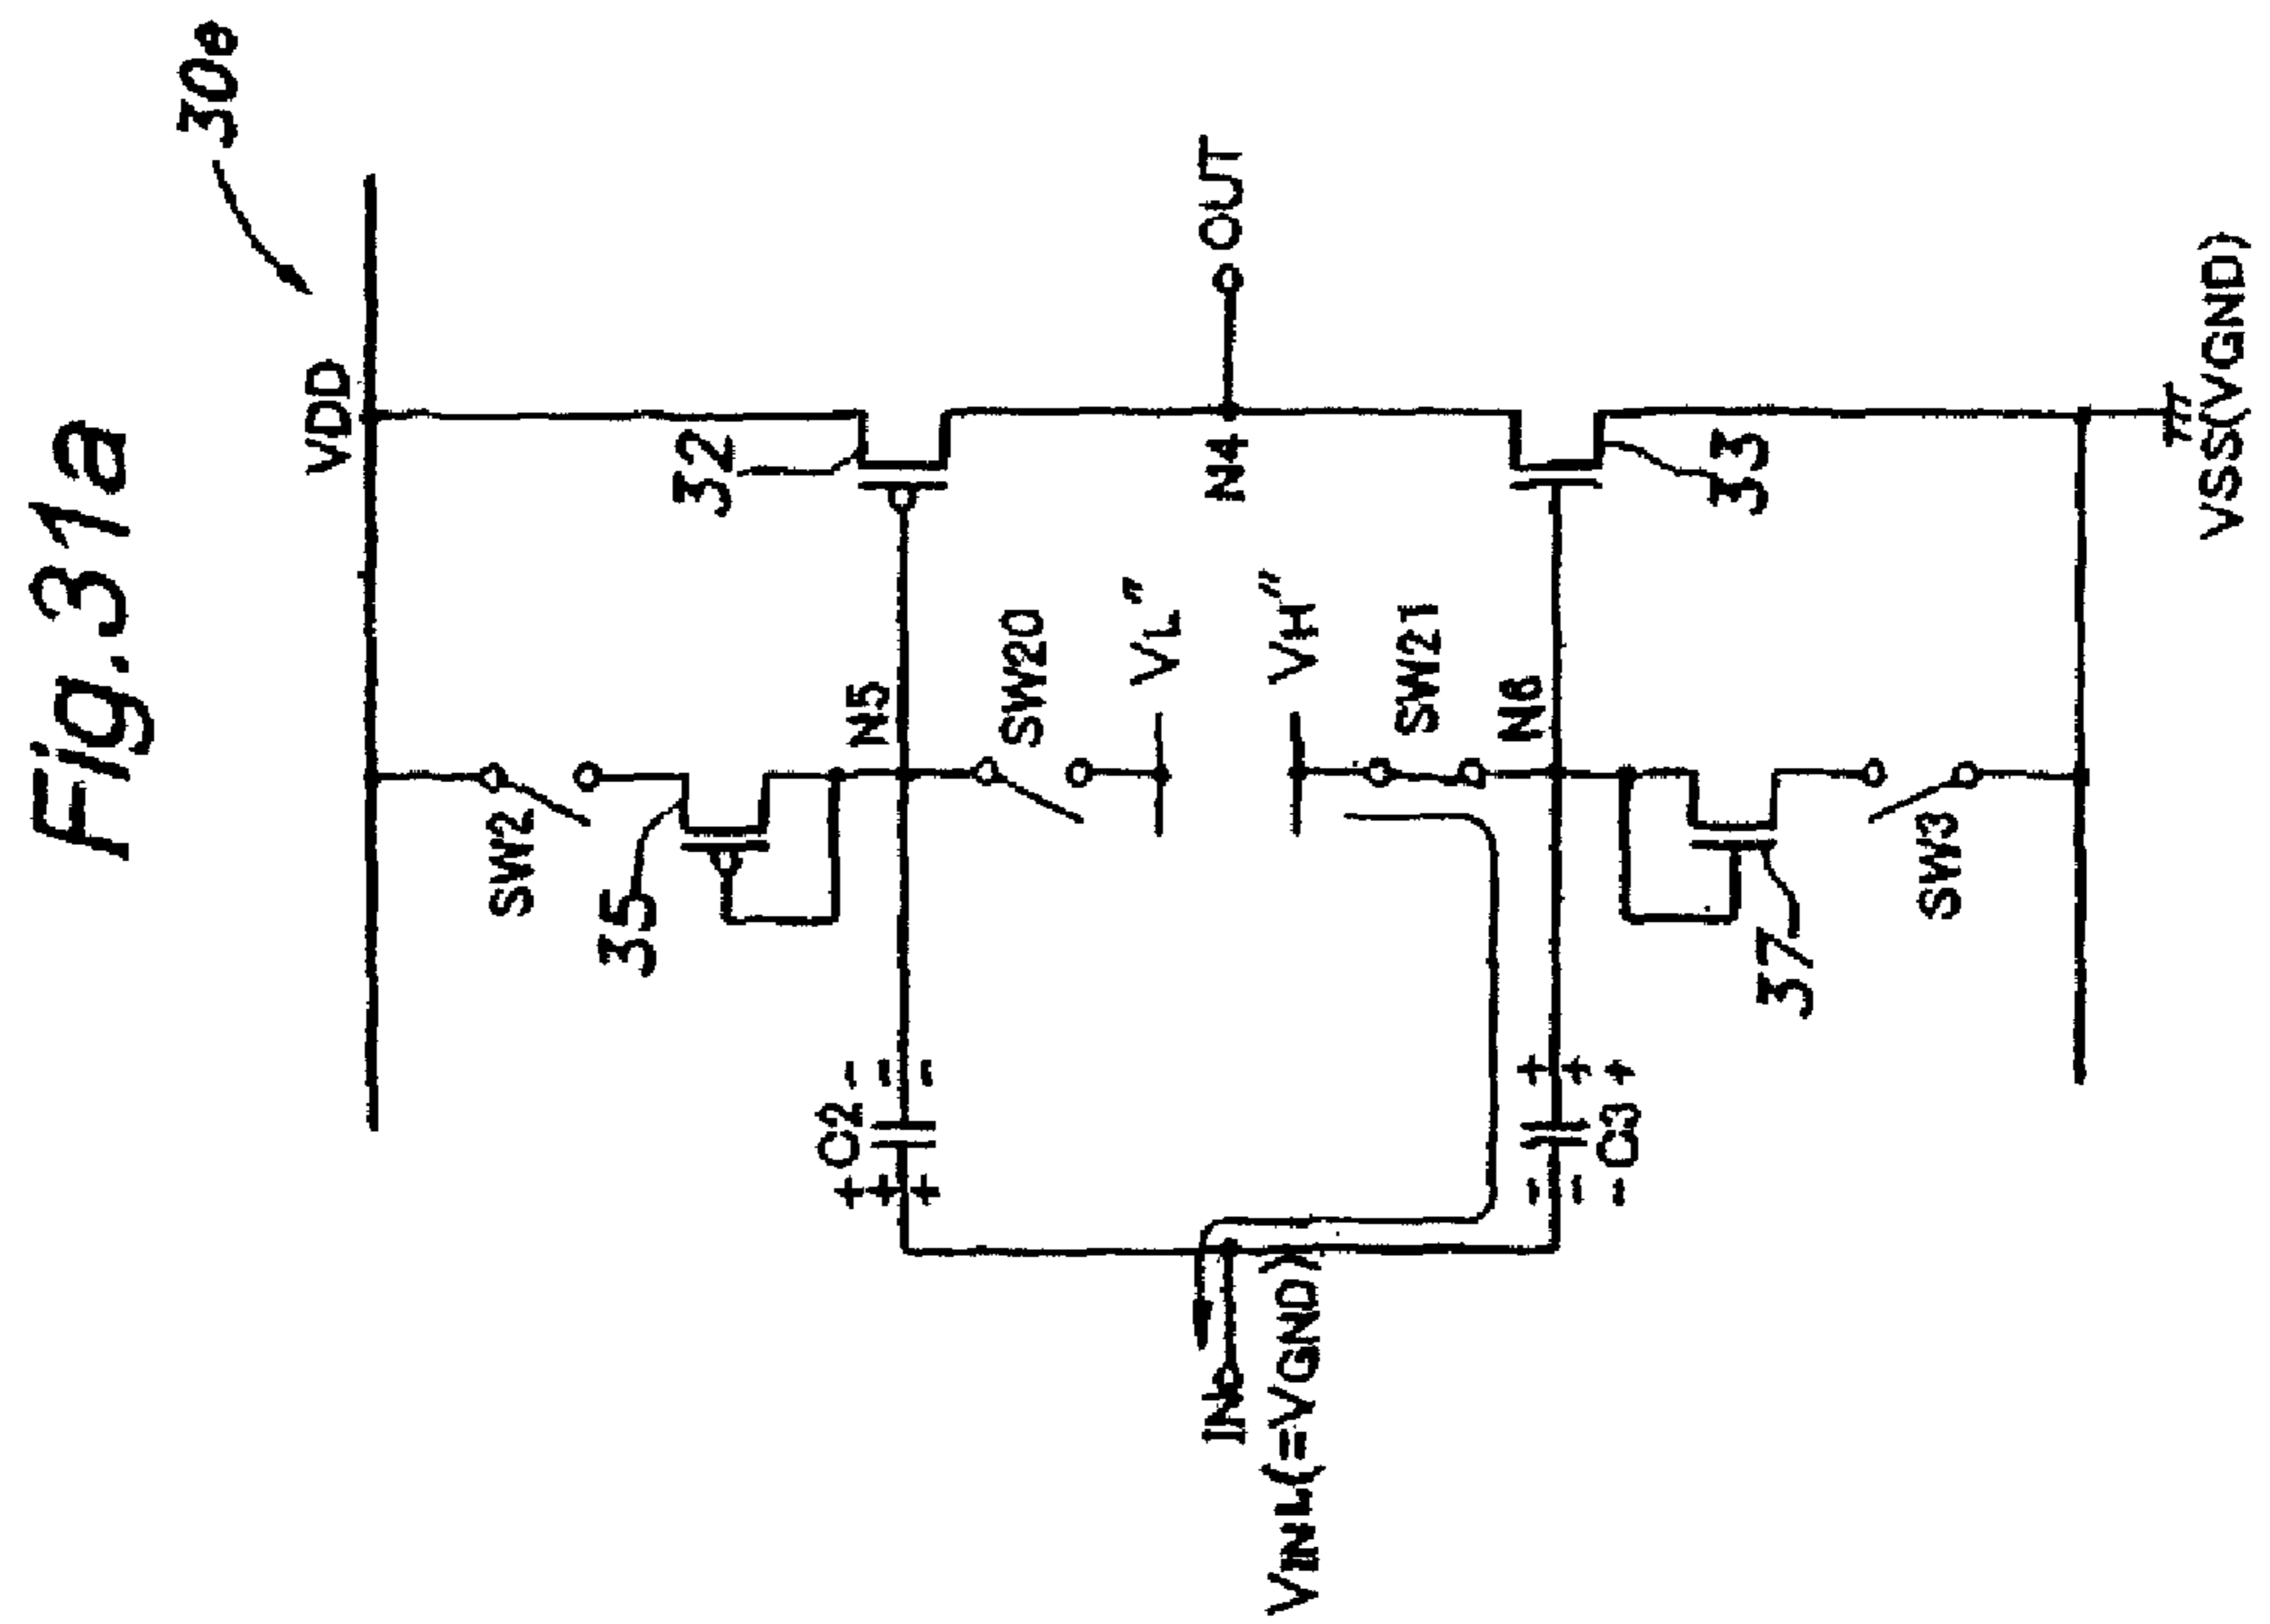 Fig.31a
30e
VDD
SW2
35
32
N5
C2
- - -
+ + +
SW20
VL"
N4
OUT
IN
VINL(=VGND)
VH"
SW21
N6
C3
+ + +
- - -
33
37
SW3
VSS(VGND)